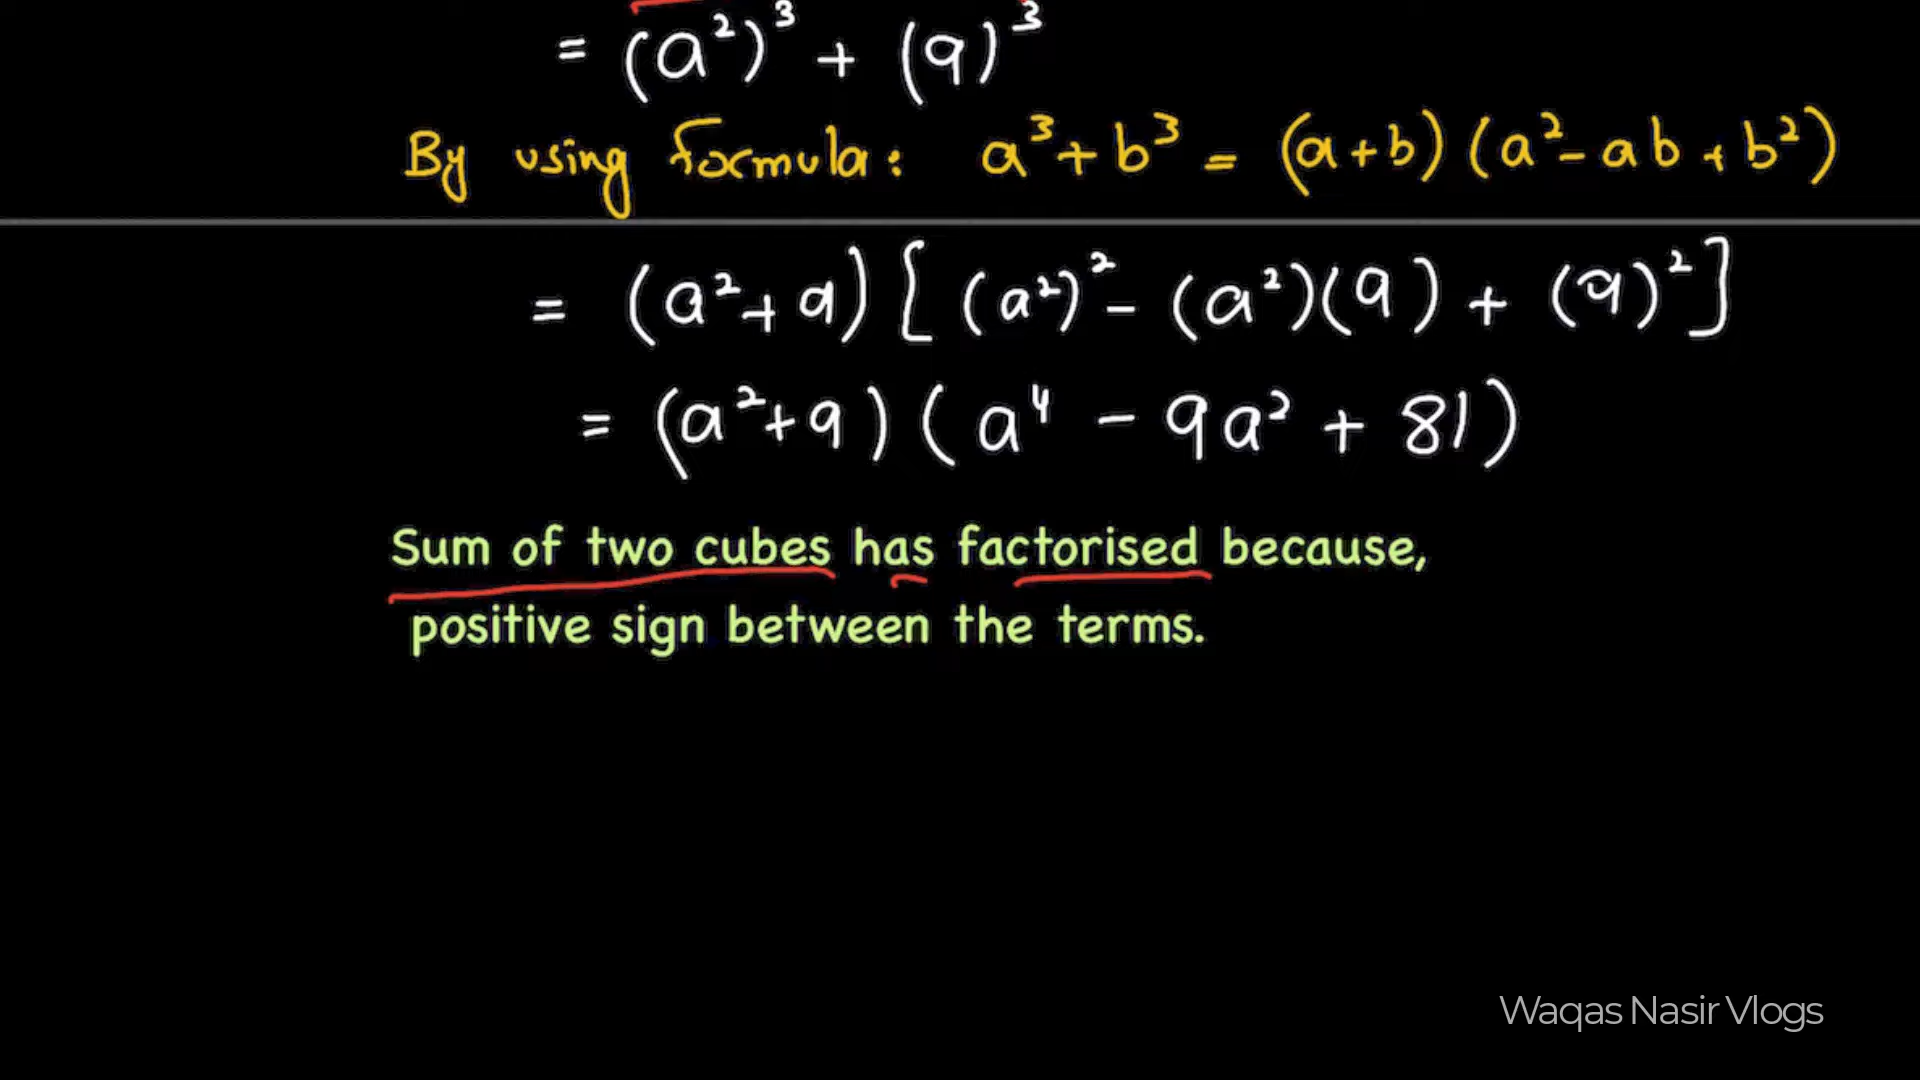 = (a²)³ + (9)³
By using formula: a³+b³ = (a+b)(a²-ab+b²)
= (a²+9)[(a²)²-(a²)(9)+(9)²]
= (a²+9)(a⁴-9a²+81)
Sum of two cubes has factorised because,
positive sign between the terms.
Waqas Nasir Vlogs